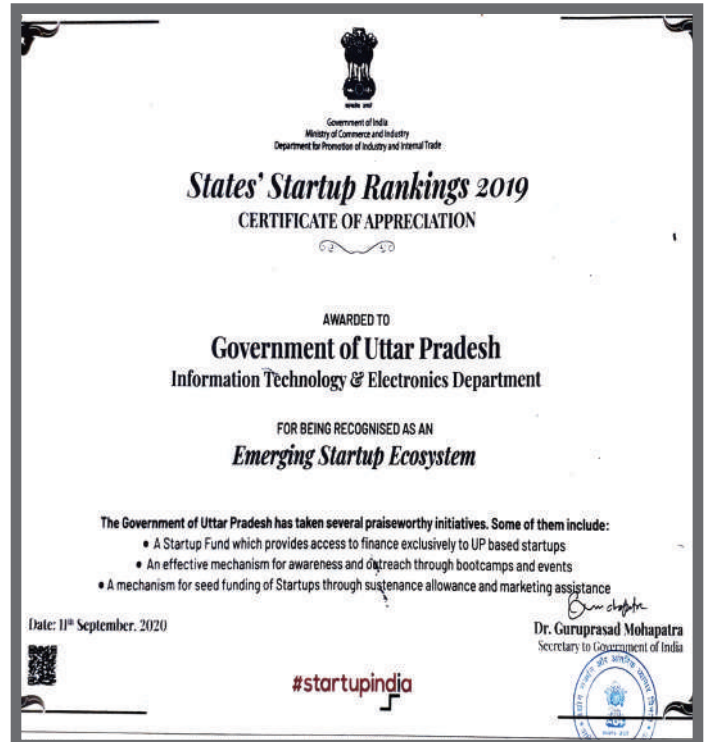 Government of India
Ministry of Commerce and Industry
Department for Promotion of Industry and Internal Trade
States' Startup Rankings 2019
CERTIFICATE OF APPRECIATION
AWARDED TO
Government of Uttar Pradesh
Information Technology & Electronics Department
FOR BEING RECOGNISED AS AN
Emerging Startup Ecosystem
The Government of Uttar Pradesh has taken several praiseworthy initiatives. Some of them include:
• A Startup Fund which provides access to finance exclusively to UP based startups
• An effective mechanism for awareness and outreach through bootcamps and events
• A mechanism for seed funding of Startups through sustenance allowance and marketing assistance
Date: 11th September, 2020
Dr. Guruprasad Mohapatra
Secretary to Government of India
#startupindia